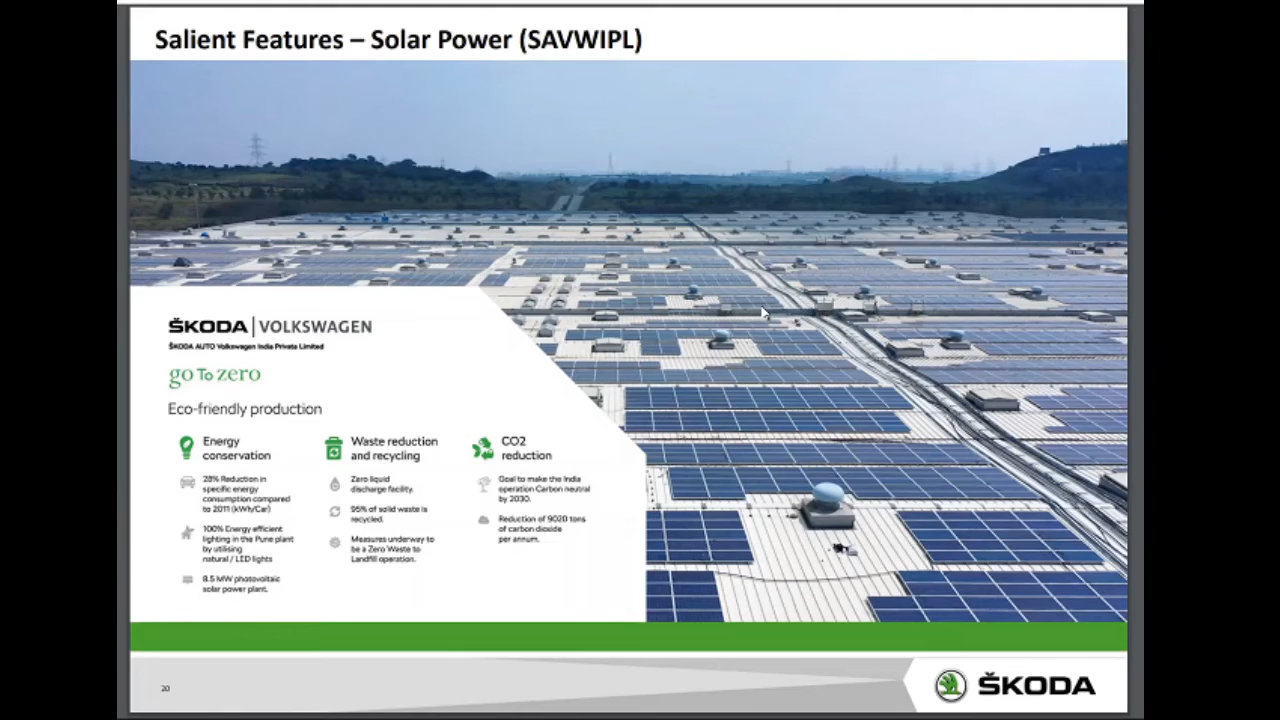 Salient Features – Solar Power (SAVWIPL)
ŠKODA | VOLKSWAGEN
ŠKODA AUTO Volkswagen India Private Limited
go To zero
Eco-friendly production
Energy
conservation
28% Reduction in
specific energy
consumption compared
to 2011 (kWh/Car)
100% Energy efficient
lighting in the Pune plant
by utilising
natural / LED lights
8.5 MW photovoltaic
solar power plant.
Waste reduction
and recycling
Zero liquid
discharge facility.
95% of solid waste is
recycled.
Measures underway to
be a Zero Waste to
Landfill operation.
CO2
reduction
Goal to make the India
operation Carbon neutral
by 2030.
Reduction of 9020 tons
of carbon dioxide
per annum.
20
ŠKODA